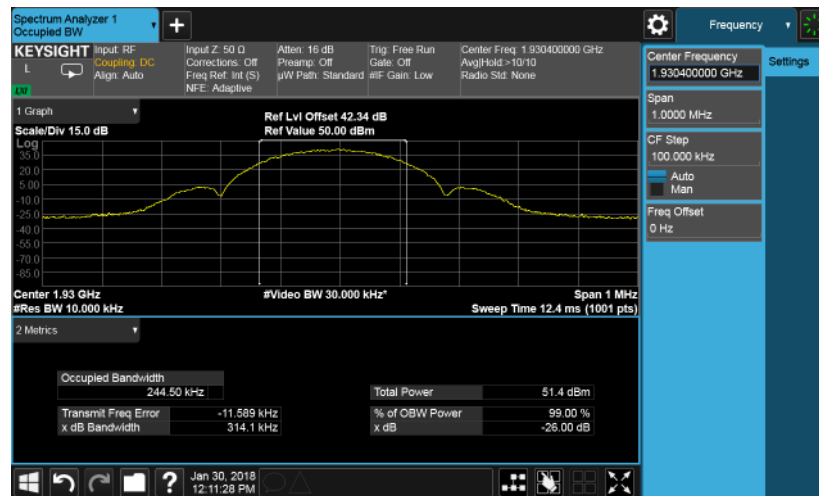 Spectrum Analyzer 1
Occupied BW
+
Frequency
KEYSIGHT
L
Input: RF
Coupling: DC
Align: Auto
Input Z: 50 Ω
Corrections: Off
Freq Ref: Int (S)
NFE: Adaptive
Atten: 16 dB
Preamp: Off
µW Path: Standard
Trig: Free Run
Gate: Off
#IF Gain: Low
Center Freq: 1.930400000 GHz
Avg|Hold:>10/10
Radio Std: None
Center Frequency
1.930400000 GHz
Settings
Span
1.0000 MHz
CF Step
100.000 kHz
Auto
Man
Freq Offset
0 Hz
1 Graph
Scale/Div 15.0 dB
Ref Lvl Offset 42.34 dB
Ref Value 50.00 dBm
Log
35.0
20.0
5.00
-10.0
-25.0
-40.0
-55.0
-70.0
-85.0
Center 1.93 GHz
#Video BW 30.000 kHz*
Span 1 MHz
#Res BW 10.000 kHz
Sweep Time 12.4 ms (1001 pts)
2 Metrics
Occupied Bandwidth
244.50 kHz
Total Power
51.4 dBm
Transmit Freq Error
-11.589 kHz
% of OBW Power
99.00 %
x dB Bandwidth
314.1 kHz
x dB
-26.00 dB
?
Jan 30, 2018
12:11:28 PM